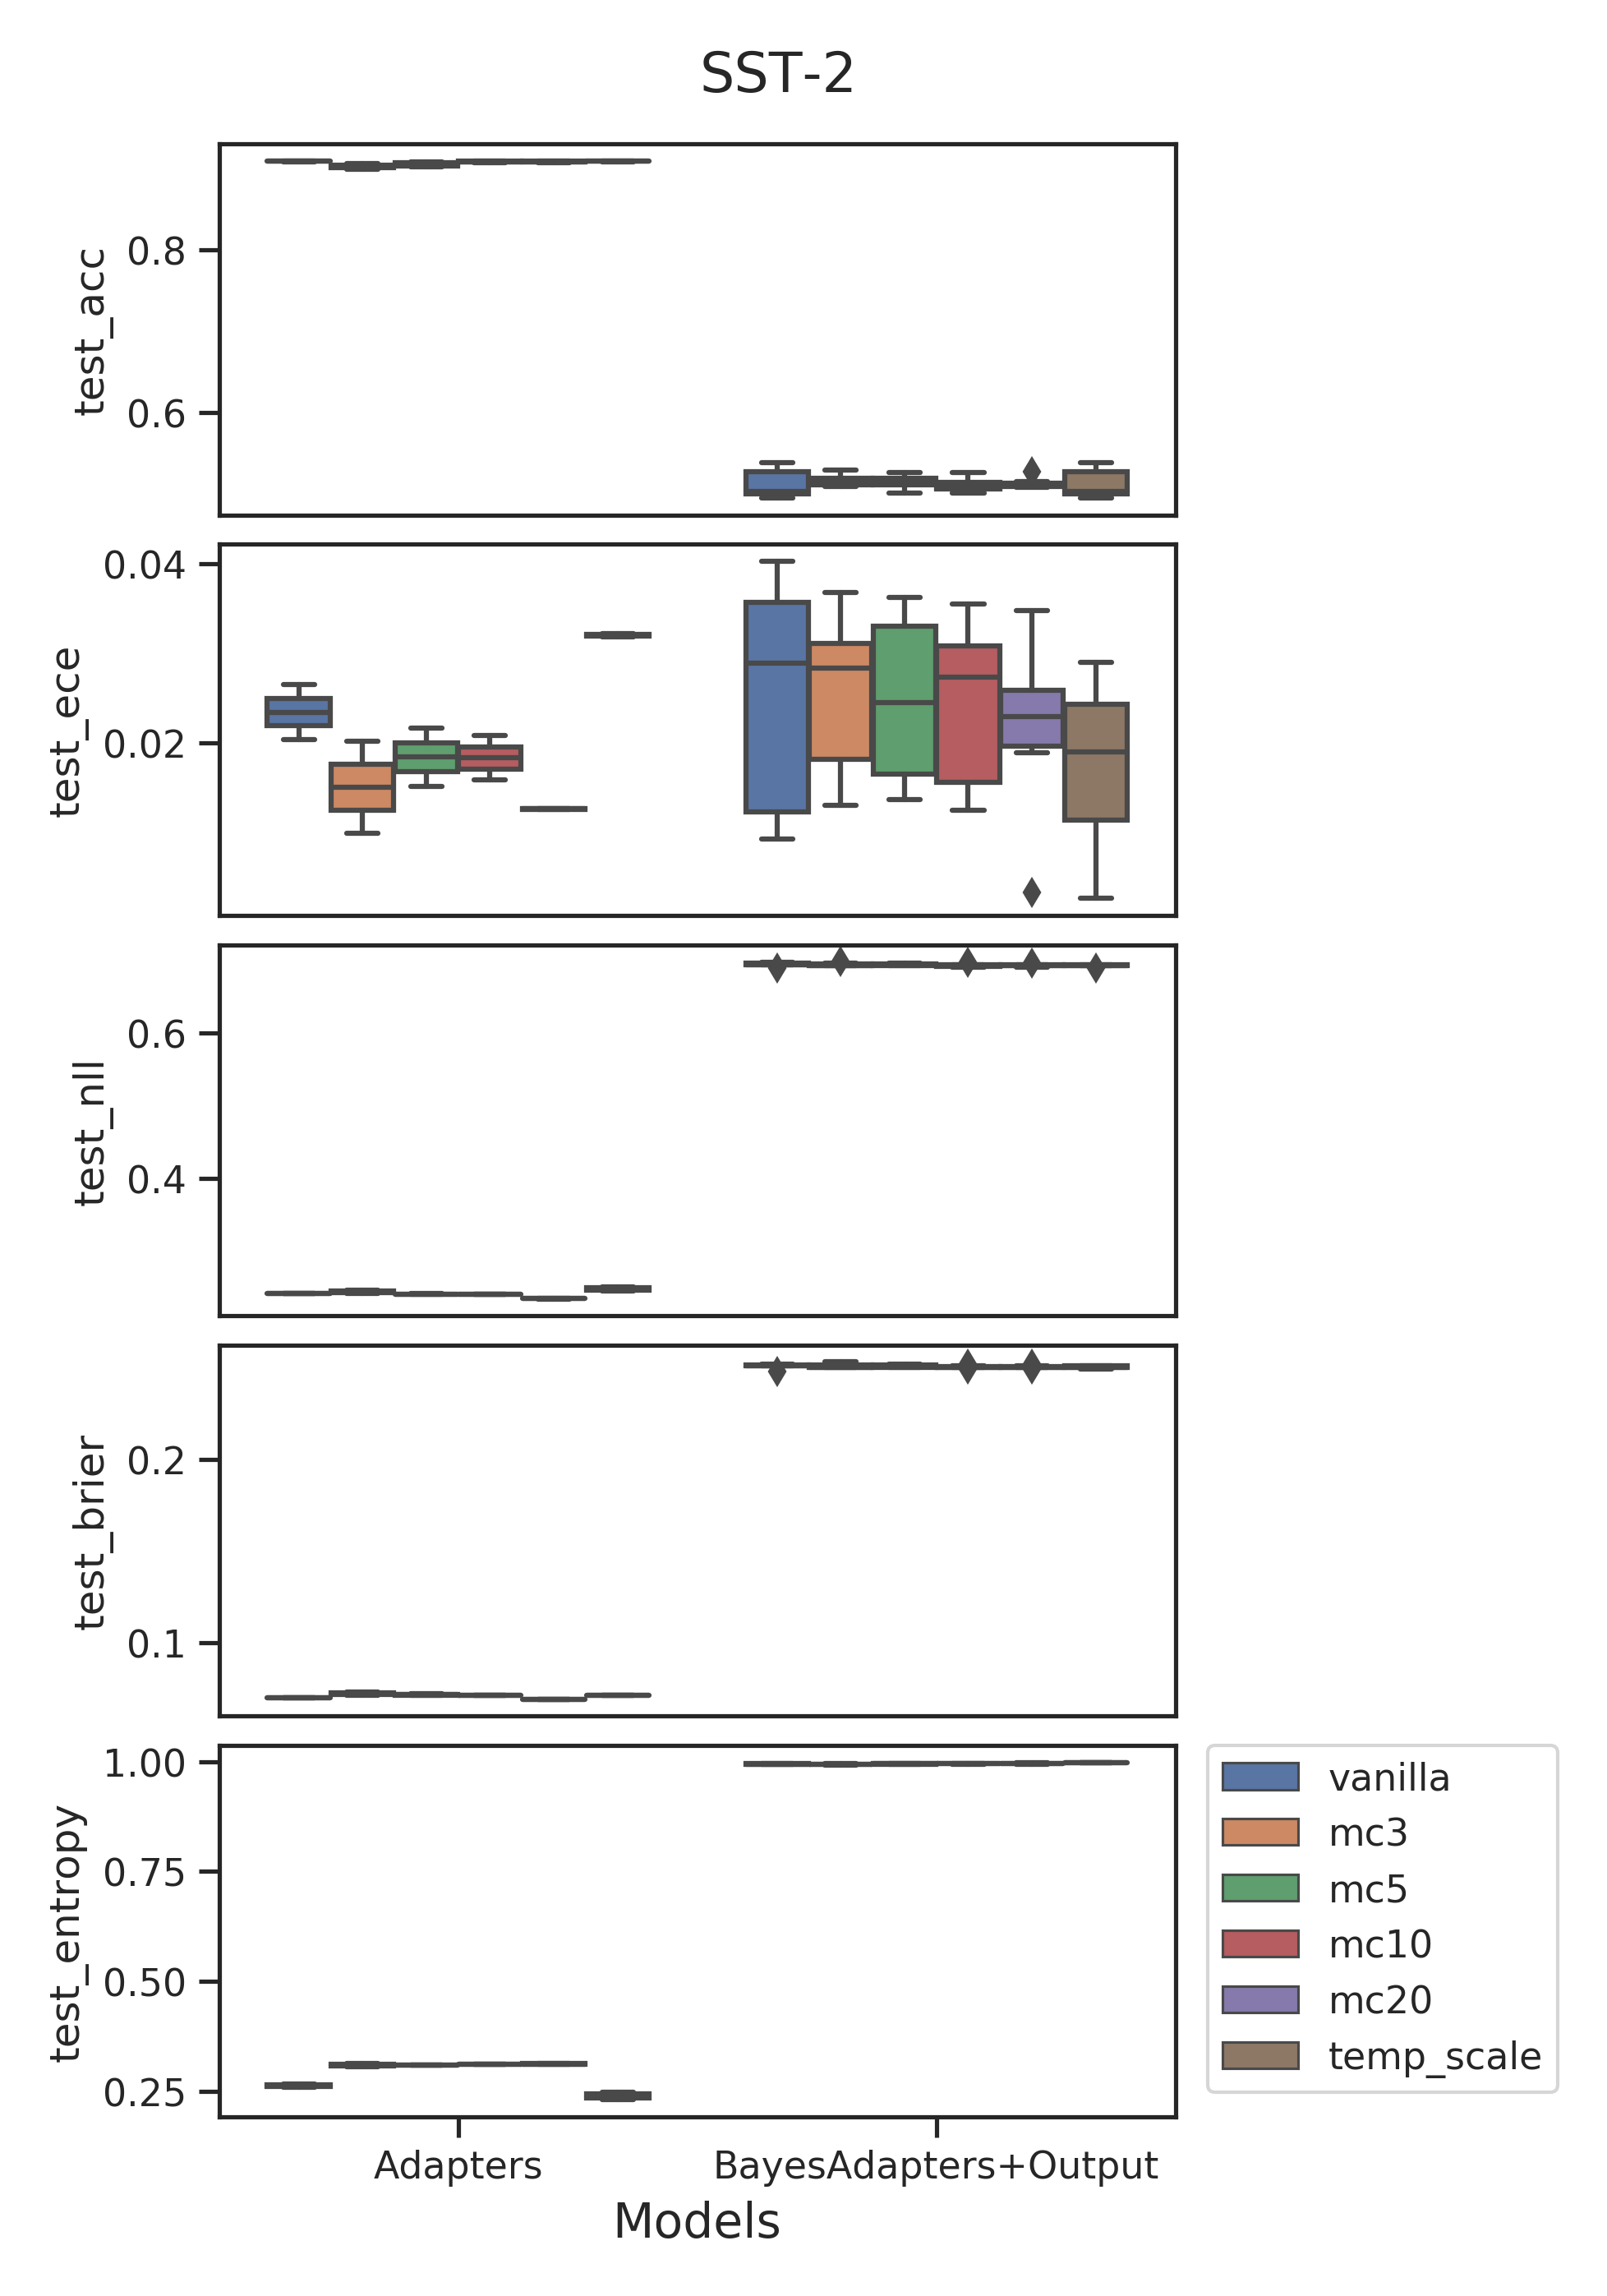 SST-2
test_acc
0.8
0.6
test_ece
0.04
0.02
test_nll
0.6
0.4
test_brier
0.2
0.1
test_entropy
1.00
0.75
0.50
0.25
vanilla
mc3
mc5
mc10
mc20
temp_scale
Adapters
BayesAdapters+Output
Models